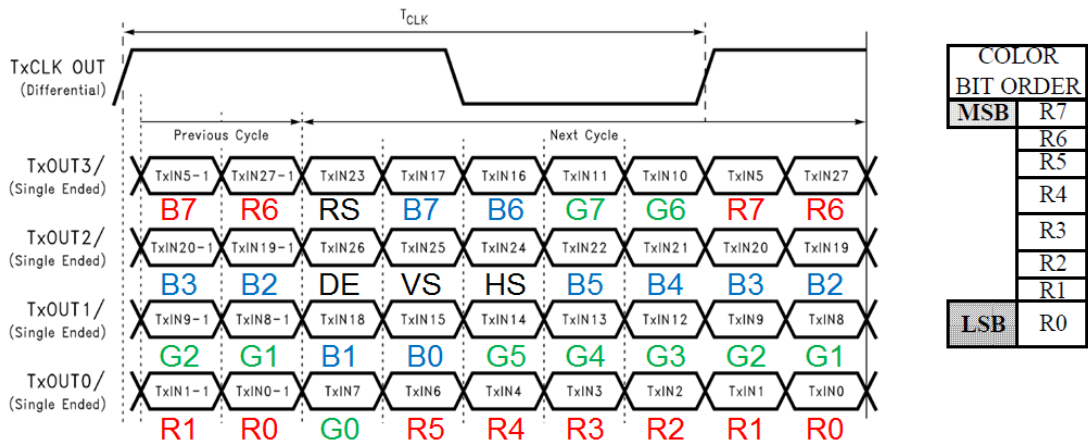 T_CLK
TxCLK OUT
(Differential)
Previous Cycle Next Cycle
TxOUT3/
(Single Ended)
TxIN5-1 TxIN27-1 TxIN23 TxIN17 TxIN16 TxIN11 TxIN10 TxIN5 TxIN27
B7 R6 RS B7 B6 G7 G6 R7 R6
TxOUT2/
(Single Ended)
TxIN20-1 TxIN19-1 TxIN26 TxIN25 TxIN24 TxIN22 TxIN21 TxIN20 TxIN19
B3 B2 DE VS HS B5 B4 B3 B2
TxOUT1/
(Single Ended)
TxIN9-1 TxIN8-1 TxIN18 TxIN15 TxIN14 TxIN13 TxIN12 TxIN9 TxIN8
G2 G1 B1 B0 G5 G4 G3 G2 G1
TxOUT0/
(Single Ended)
TxIN1-1 TxIN0-1 TxIN7 TxIN6 TxIN4 TxIN3 TxIN2 TxIN1 TxIN0
R1 R0 G0 R5 R4 R3 R2 R1 R0
COLOR
BIT ORDER
MSB R7
R6
R5
R4
R3
R2
R1
LSB R0